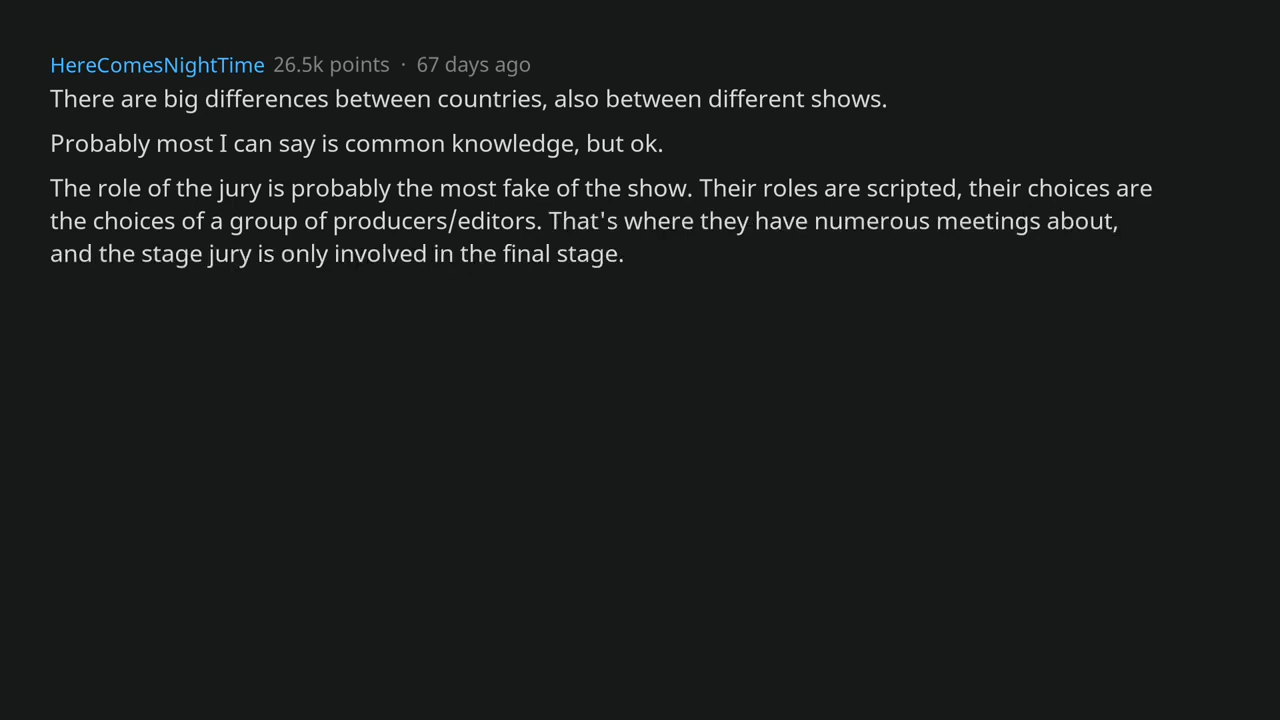 HereComesNightTime 26.5k points · 67 days ago
There are big differences between countries, also between different shows.
Probably most I can say is common knowledge, but ok.
The role of the jury is probably the most fake of the show. Their roles are scripted, their choices are
the choices of a group of producers/editors. That's where they have numerous meetings about,
and the stage jury is only involved in the final stage.